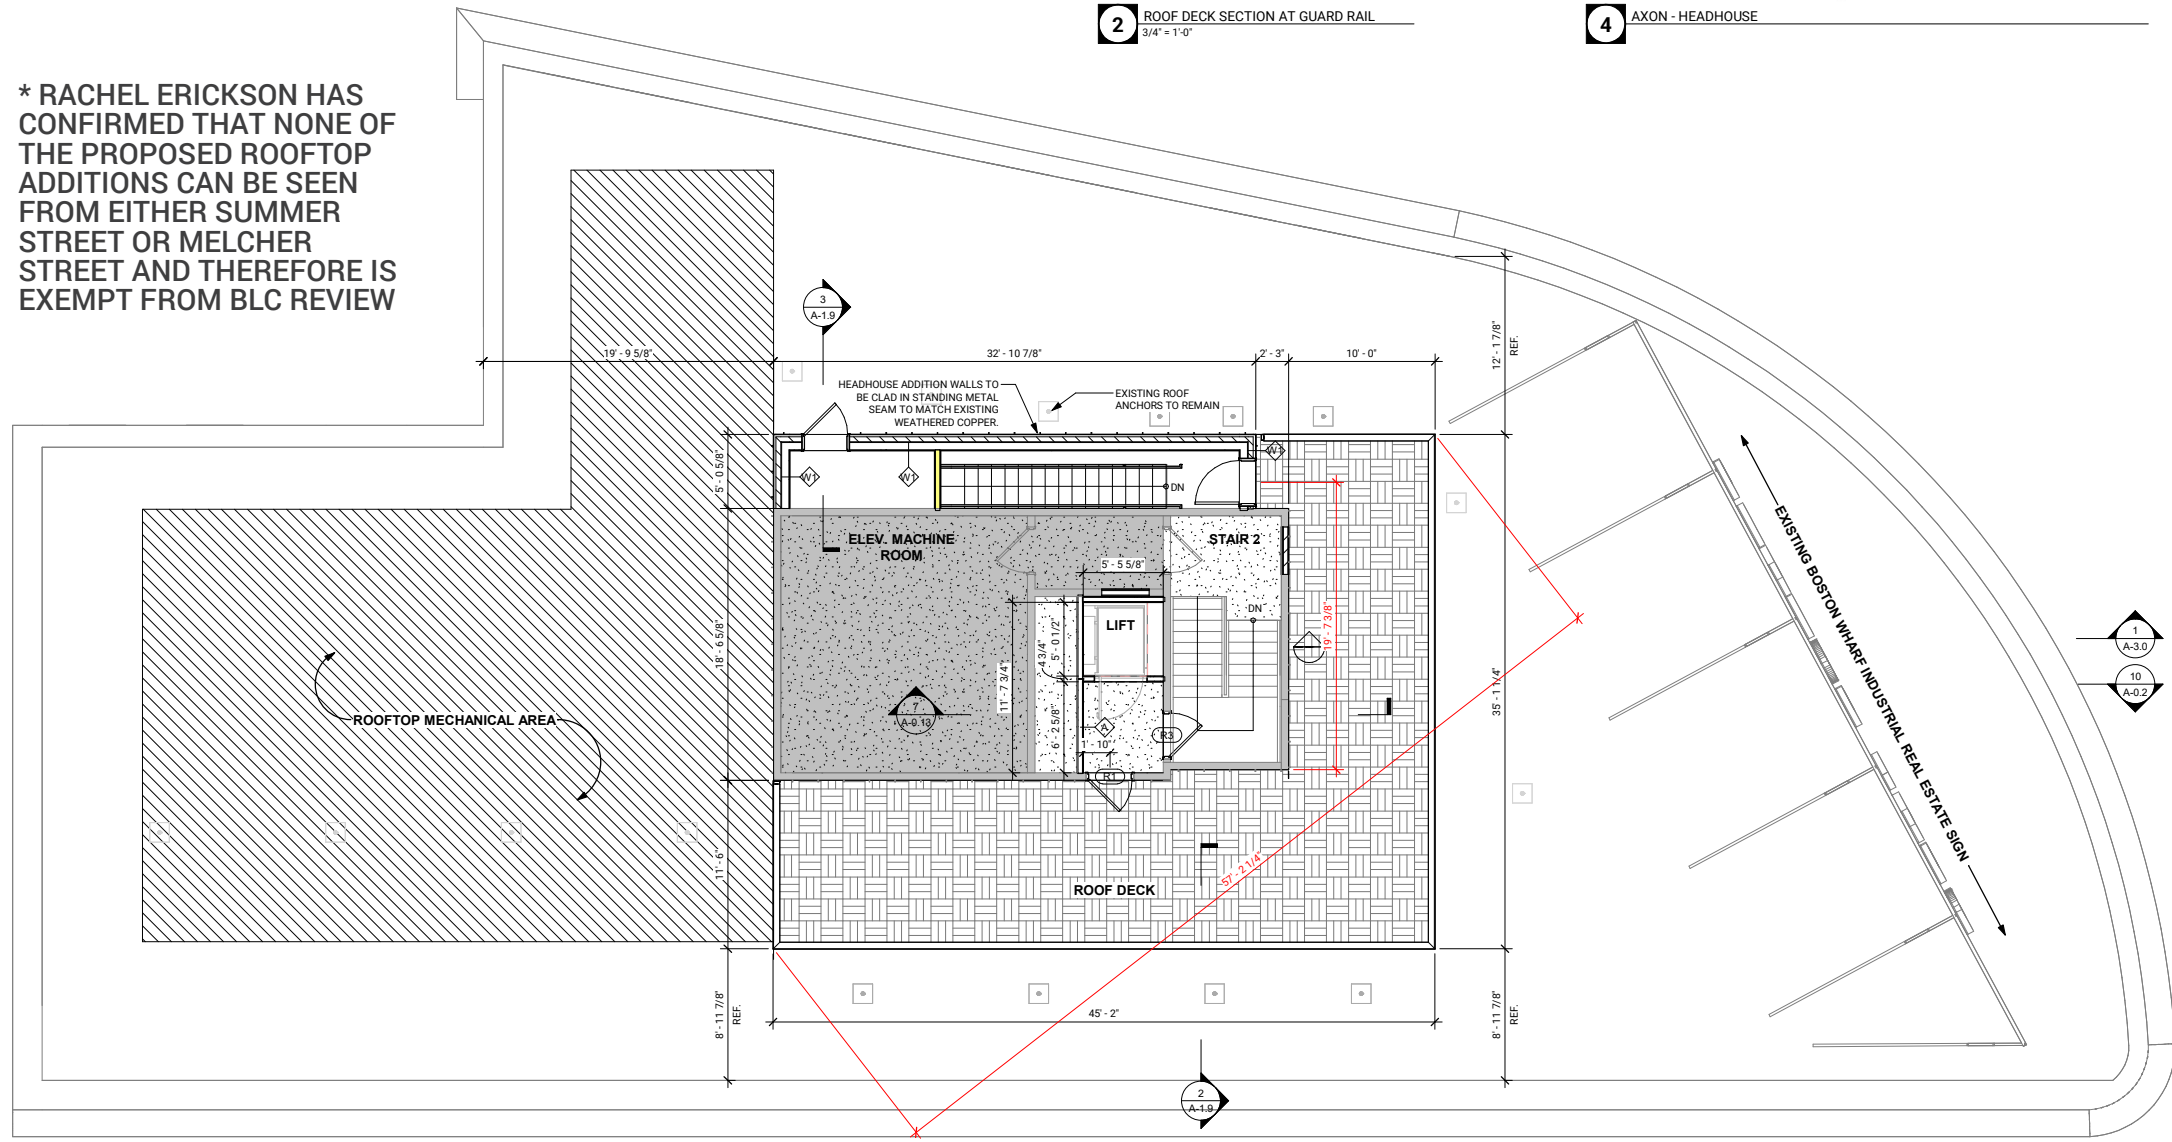 2
ROOF DECK SECTION AT GUARD RAIL
3/4" = 1'-0"
4
AXON - HEADHOUSE
* RACHEL ERICKSON HAS
CONFIRMED THAT NONE OF
THE PROPOSED ROOFTOP
ADDITIONS CAN BE SEEN
FROM EITHER SUMMER
STREET OR MELCHER
STREET AND THEREFORE IS
EXEMPT FROM BLC REVIEW
3
A-1.9
19' - 9 5/8"
32' - 10 7/8"
2' - 3"
10' - 0"
12' - 1 7/8"
REF.
HEADHOUSE ADDITION WALLS TO
BE CLAD IN STANDING METAL
SEAM TO MATCH EXISTING
WEATHERED COPPER.
EXISTING ROOF
ANCHORS TO REMAIN
W1
W1
W1
5' - 0 5/8"
DN
ELEV. MACHINE
ROOM
STAIR 2
5' - 5 5/8"
DN
LIFT
18' - 6 5/8"
11' - 7 3/4"
4 3/4"
5' - 0 1/2"
6' - 2 5/8"
19' - 7 3/8"
35' - 1 1/4"
7
A-0.13
A
1' - 10"
R3
R1
ROOFTOP MECHANICAL AREA
EXISTING BOSTON WHARF INDUSTRIAL REAL ESTATE SIGN
1
A-3.0
10
A-0.2
11' - 6"
57' - 2 1/4"
ROOF DECK
8' - 11 7/8"
REF.
45' - 2"
8' - 11 7/8"
REF.
2
A-1.9